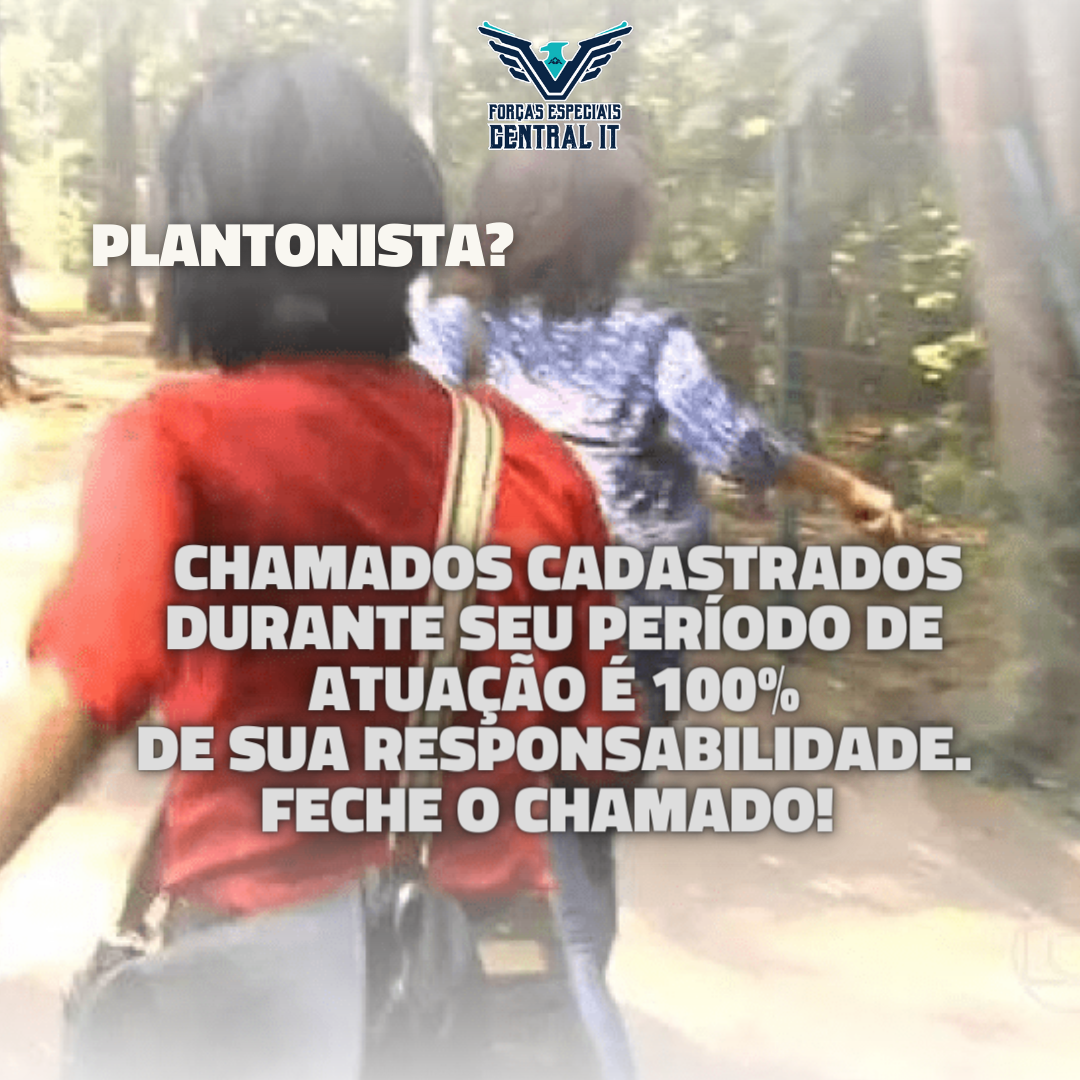 FORÇAS ESPECIAIS
CENTRAL IT
PLANTONISTA?
CHAMADOS CADASTRADOS
DURANTE SEU PERÍODO DE
ATUAÇÃO É 100%
DE SUA RESPONSABILIDADE.
FECHE O CHAMADO!